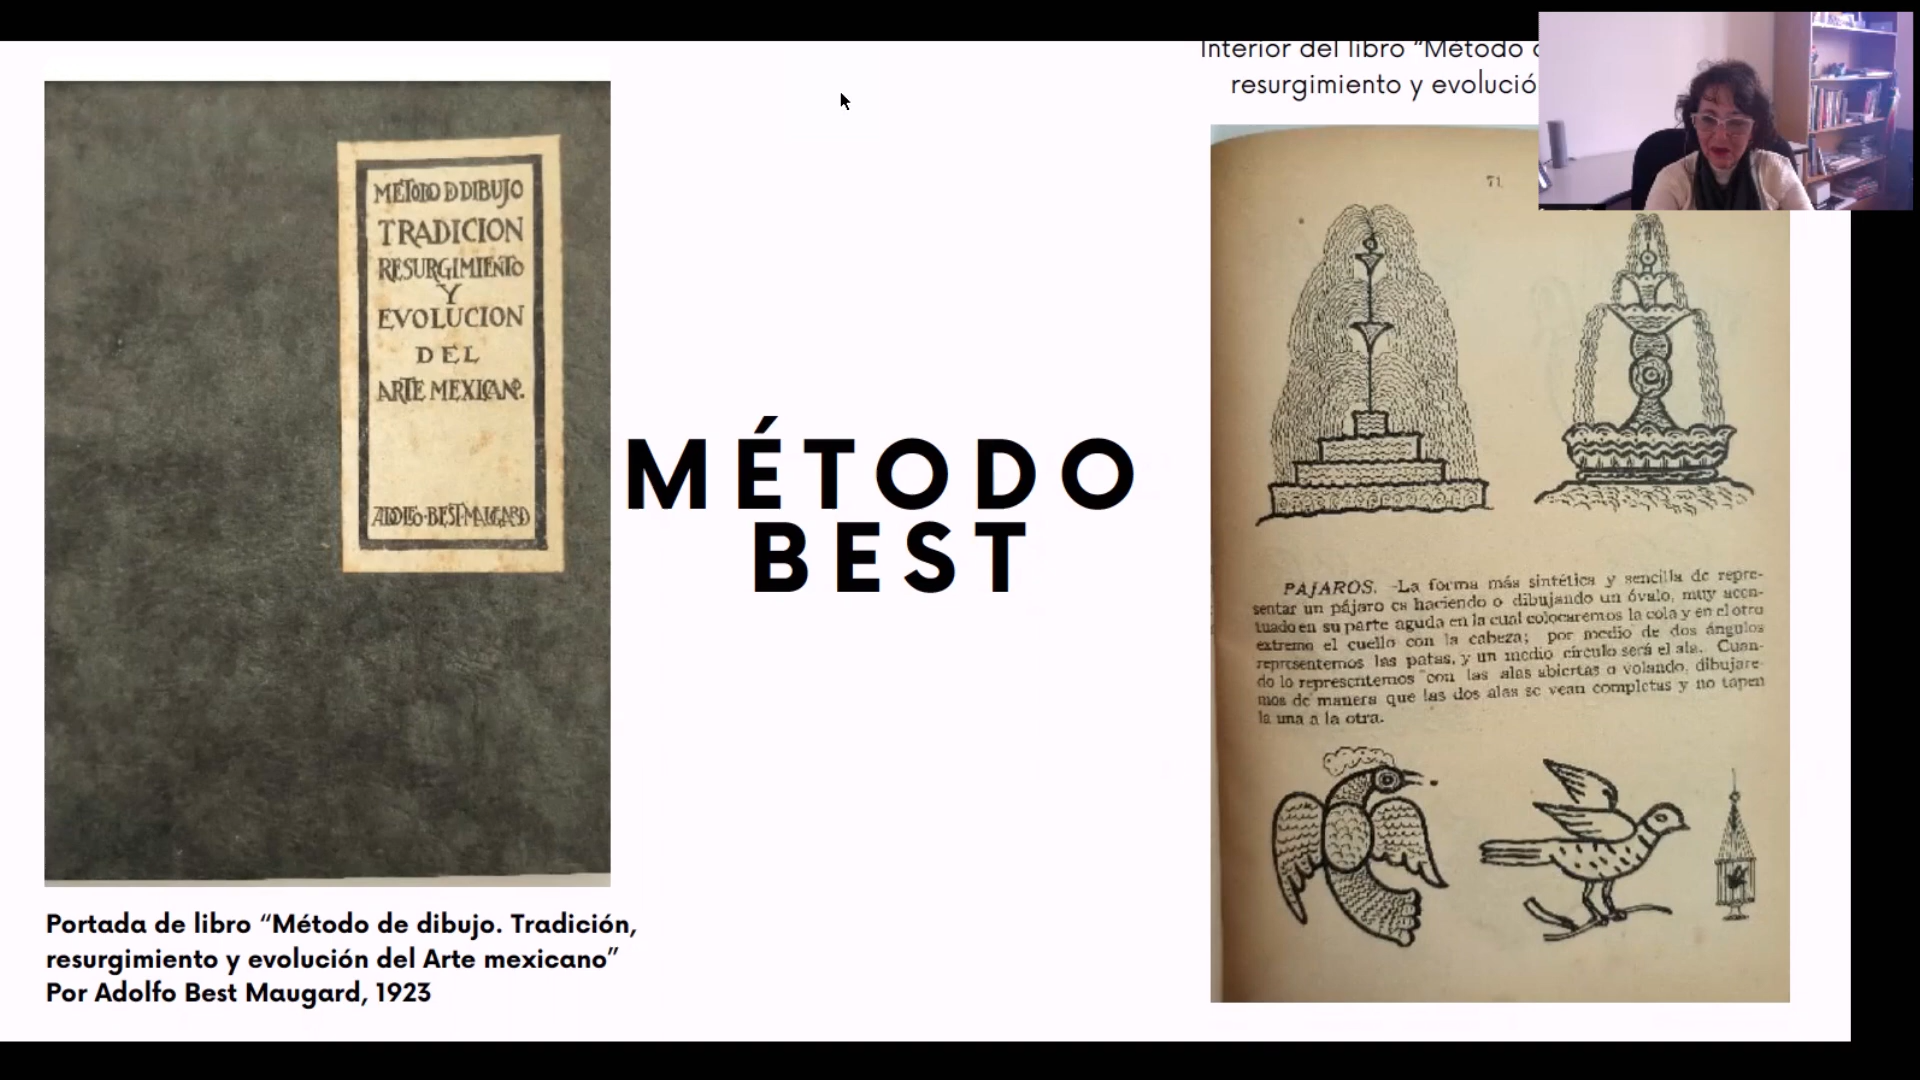 MÉTODO D DIBUJO
TRADICION
RESURGIMIENTO
Y
EVOLUCION
DEL
ARTE MEXICANO.
ADOLFO·BEST·MAUGARD
Portada de libro “Método de dibujo. Tradición,
resurgimiento y evolución del Arte mexicano”
Por Adolfo Best Maugard, 1923
MÉTODO
BEST
Interior del libro “Método
resurgimiento y evolució
71
PAJAROS. -La forma más sintética y sencilla de repre-
sentar un pájaro es haciendo o dibujando un óvalo, muy acen-
tuado en su parte aguda en la cual colocaremos la cola y en el otro
extremo el cuello con la cabeza; por medio de dos ángulos
representemos las patas, y un medio círculo será el ala. Cuan-
do lo representemos con las alas abiertas o volando, dibujare-
mos de manera que las dos alas se vean completas y no tapen
la una a la otra.